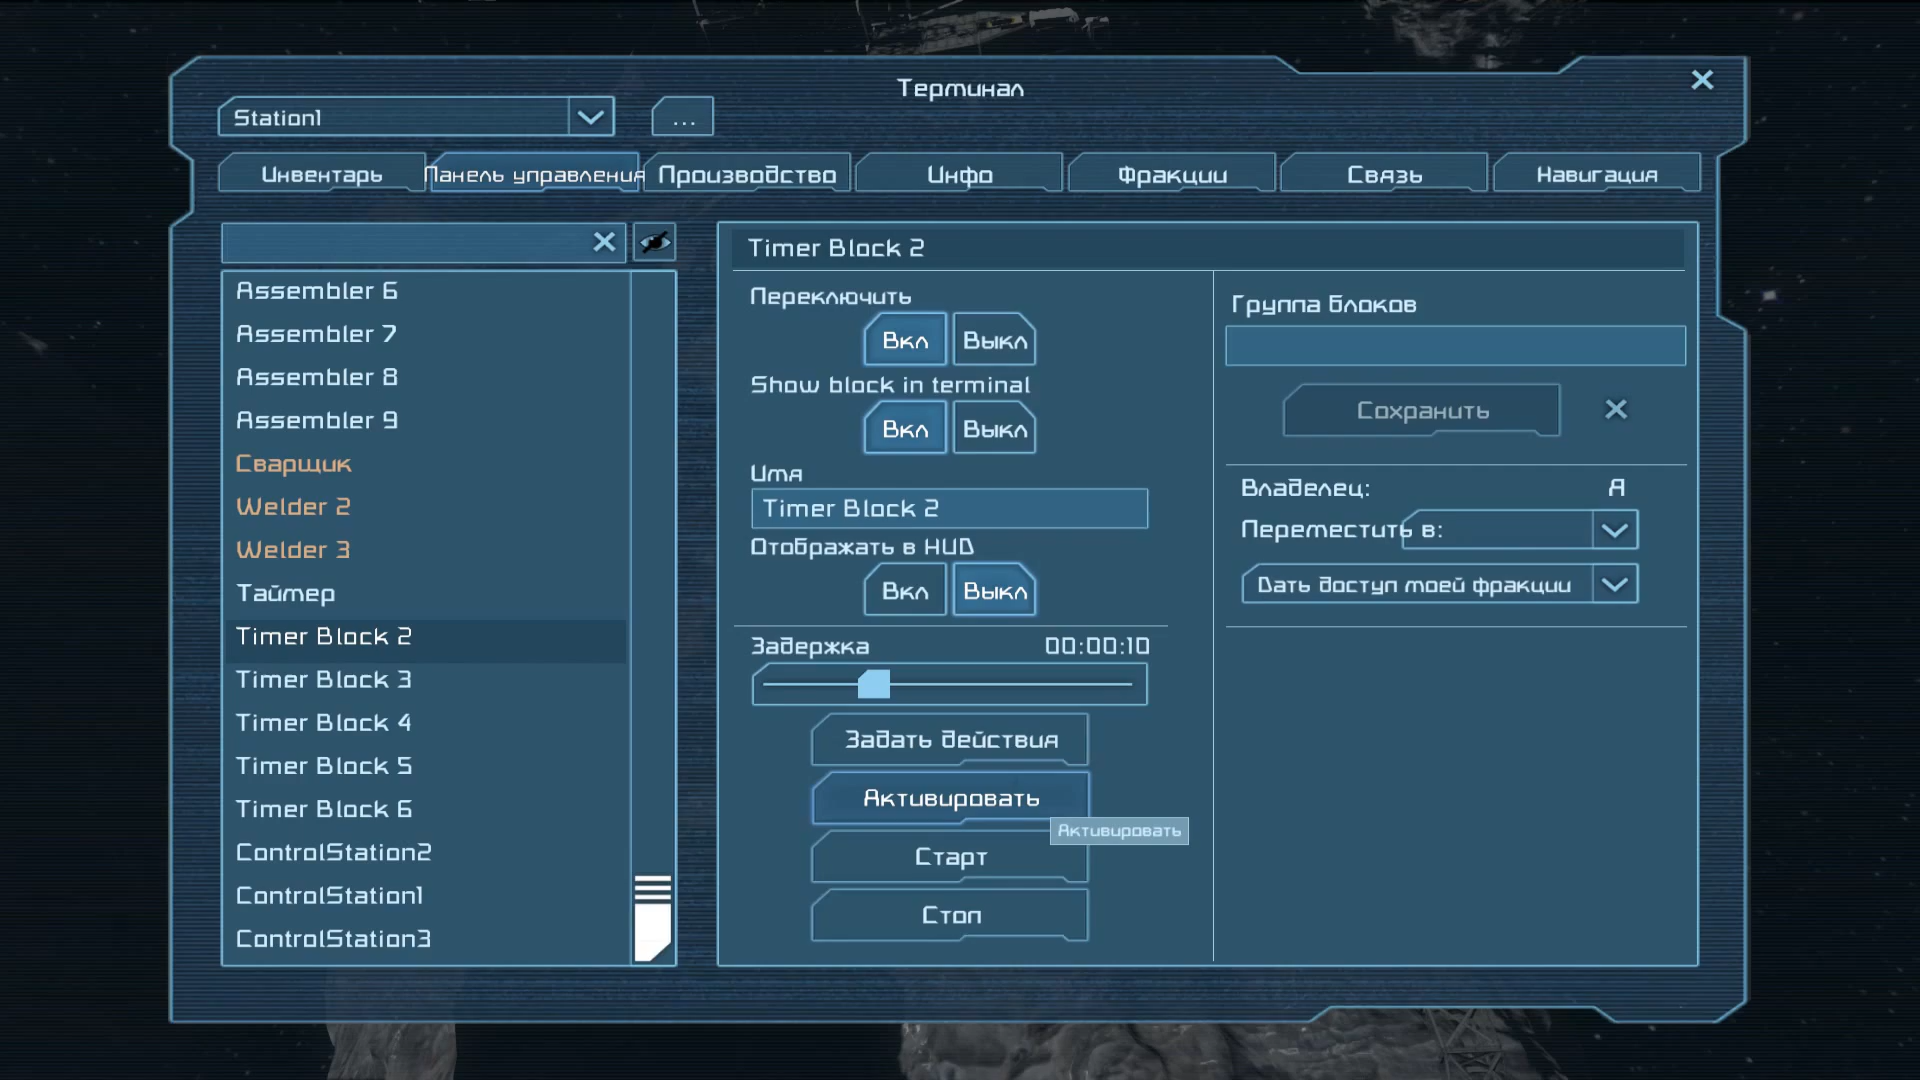 Терминал
Station1
...
Инвентарь
Панель управления
Производство
Инфо
Фракции
Связь
Навигация
Assembler 6
Assembler 7
Assembler 8
Assembler 9
Сварщик
Welder 2
Welder 3
Таймер
Timer Block 2
Timer Block 3
Timer Block 4
Timer Block 5
Timer Block 6
ControlStation2
ControlStation1
ControlStation3
Timer Block 2
Переключить
Вкл
Выкл
Show block in terminal
Вкл
Выкл
Имя
Timer Block 2
Отображать в HUD
Вкл
Выкл
Задержка
00:00:10
Задать действия
Активировать
Активировать
Старт
Стоп
Группа блоков
Сохранить
Владелец:
Я
Переместить в:
Дать доступ моей фракции